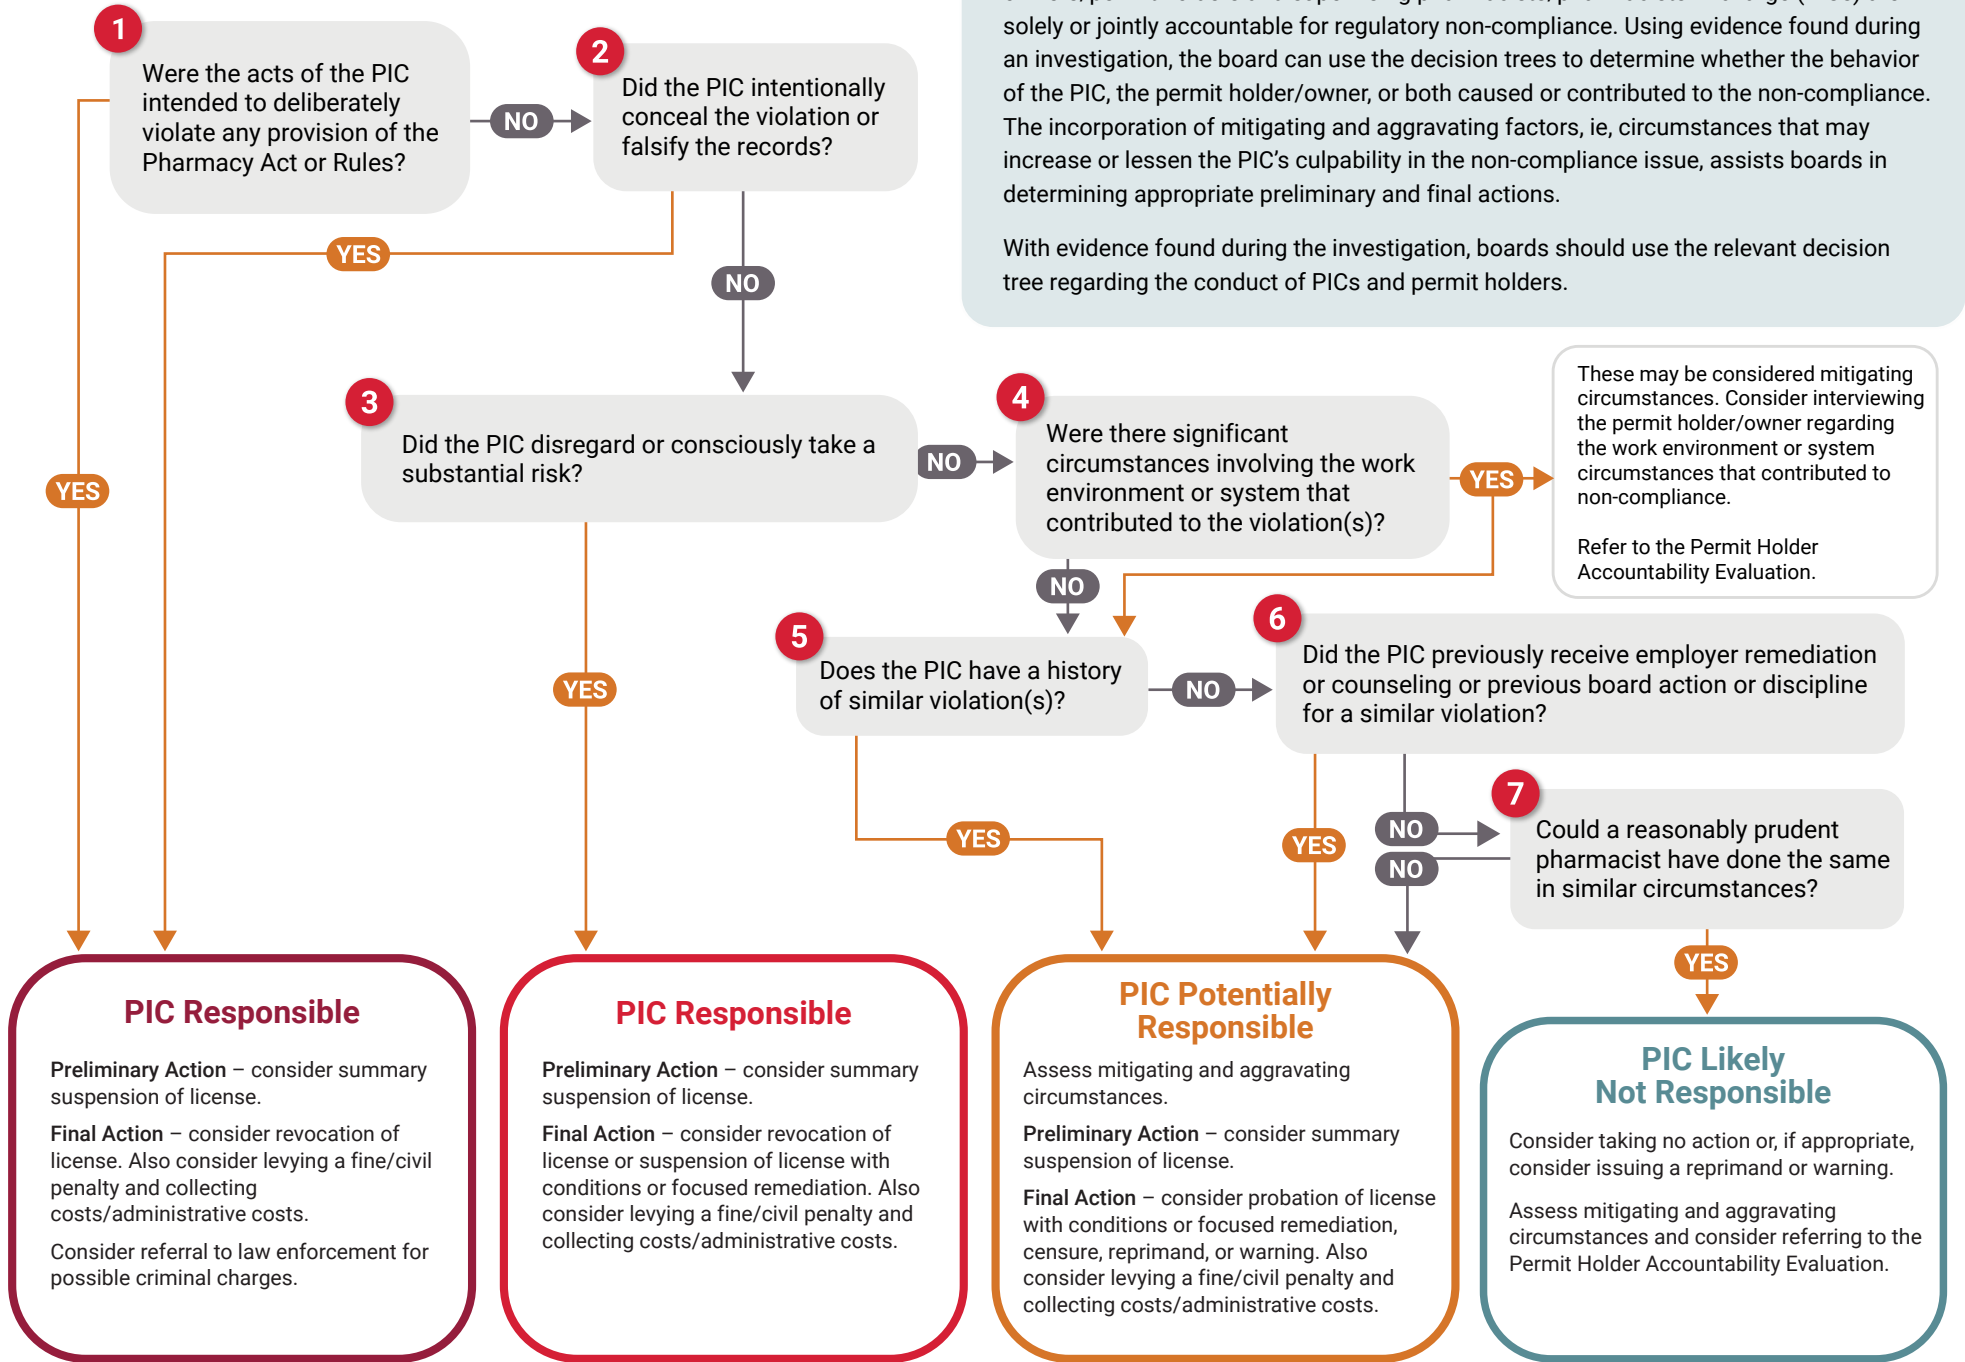 solely or jointly accountable for regulatory non-compliance. Using evidence found during
an investigation, the board can use the decision trees to determine whether the behavior
of the PIC, the permit holder/owner, or both caused or contributed to the non-compliance.
The incorporation of mitigating and aggravating factors, ie, circumstances that may
increase or lessen the PIC's culpability in the non-compliance issue, assists boards in
determining appropriate preliminary and final actions.
With evidence found during the investigation, boards should use the relevant decision
tree regarding the conduct of PICs and permit holders.
1
Were the acts of the PIC
intended to deliberately
violate any provision of the
Pharmacy Act or Rules?
NO
2
Did the PIC intentionally
conceal the violation or
falsify the records?
YES
NO
YES
3
Did the PIC disregard or consciously take a
substantial risk?
NO
4
Were there significant
circumstances involving the work
environment or system that
contributed to the violation(s)?
YES
These may be considered mitigating
circumstances. Consider interviewing
the permit holder/owner regarding
the work environment or system
circumstances that contributed to
non-compliance.
Refer to the Permit Holder
Accountability Evaluation.
NO
YES
5
Does the PIC have a history
of similar violation(s)?
NO
6
Did the PIC previously receive employer remediation
or counseling or previous board action or discipline
for a similar violation?
YES
YES
NO
NO
7
Could a reasonably prudent
pharmacist have done the same
in similar circumstances?
YES
PIC Responsible
Preliminary Action – consider summary
suspension of license.
Final Action – consider revocation of
license. Also consider levying a fine/civil
penalty and collecting
costs/administrative costs.
Consider referral to law enforcement for
possible criminal charges.
PIC Responsible
Preliminary Action – consider summary
suspension of license.
Final Action – consider revocation of
license or suspension of license with
conditions or focused remediation. Also
consider levying a fine/civil penalty and
collecting costs/administrative costs.
PIC Potentially
Responsible
Assess mitigating and aggravating
circumstances.
Preliminary Action – consider summary
suspension of license.
Final Action – consider probation of license
with conditions or focused remediation,
censure, reprimand, or warning. Also
consider levying a fine/civil penalty and
collecting costs/administrative costs.
PIC Likely
Not Responsible
Consider taking no action or, if appropriate,
consider issuing a reprimand or warning.
Assess mitigating and aggravating
circumstances and consider referring to the
Permit Holder Accountability Evaluation.